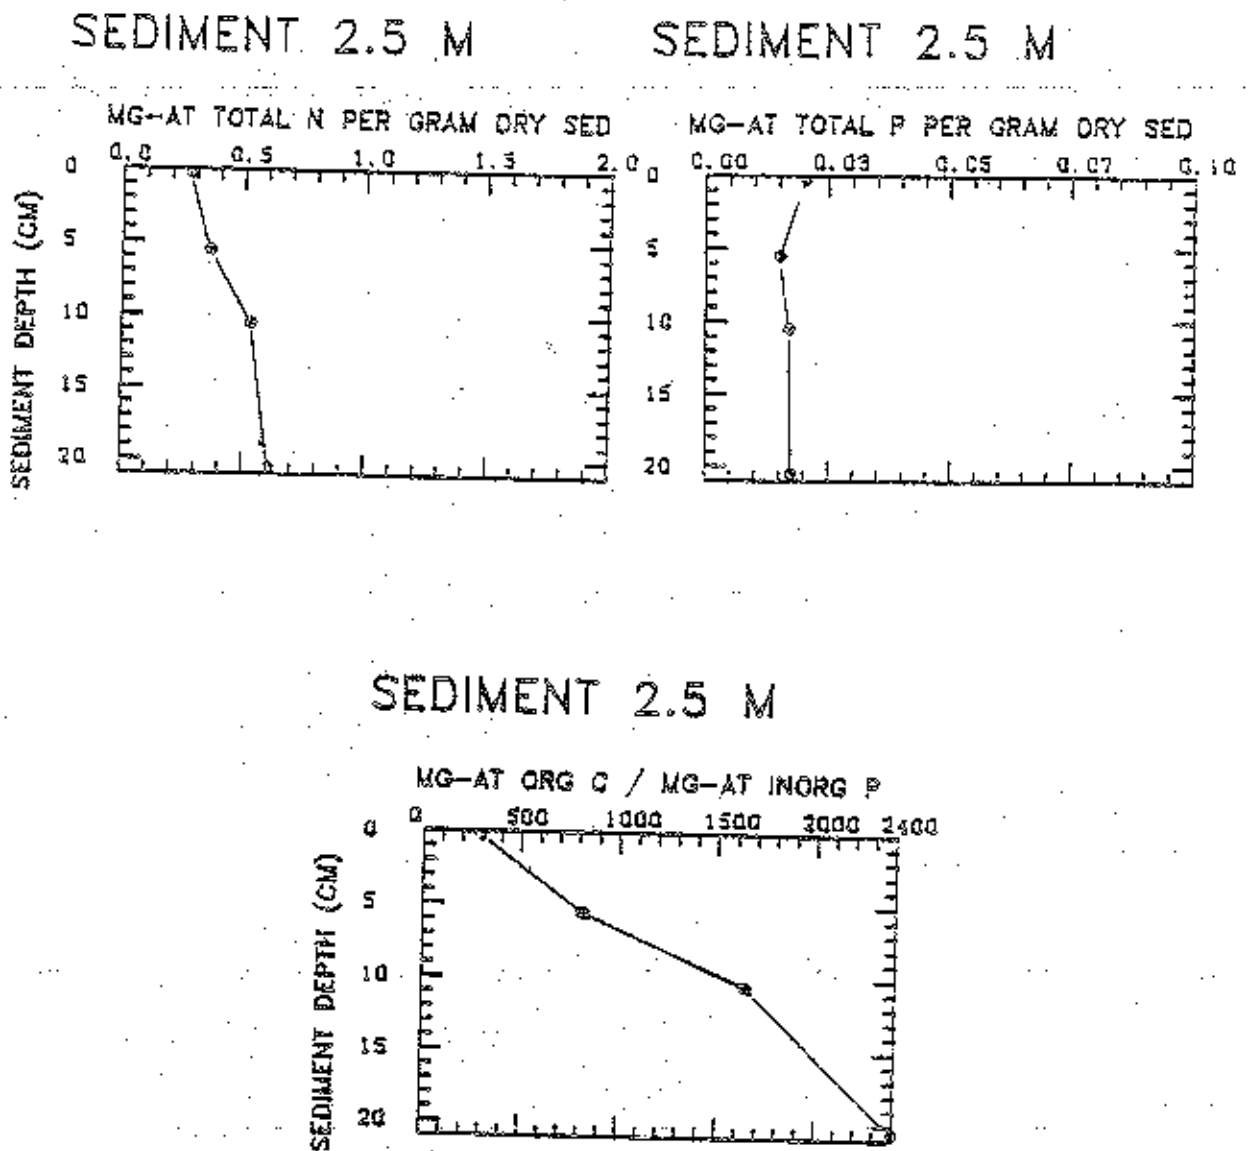 SEDIMENT 2.5 M
MG-AT TOTAL N PER GRAM DRY SED
0.0 0.5 1.0 1.5 2.0
0
5
10
15
20
SEDIMENT DEPTH (CM)
SEDIMENT 2.5 M
MG-AT TOTAL P PER GRAM DRY SED
0.00 0.03 0.05 0.07 0.10
0
5
10
15
20
SEDIMENT 2.5 M
MG-AT ORG C / MG-AT INORG P
0 500 1000 1500 2000 2400
0
5
10
15
20
SEDIMENT DEPTH (CM)